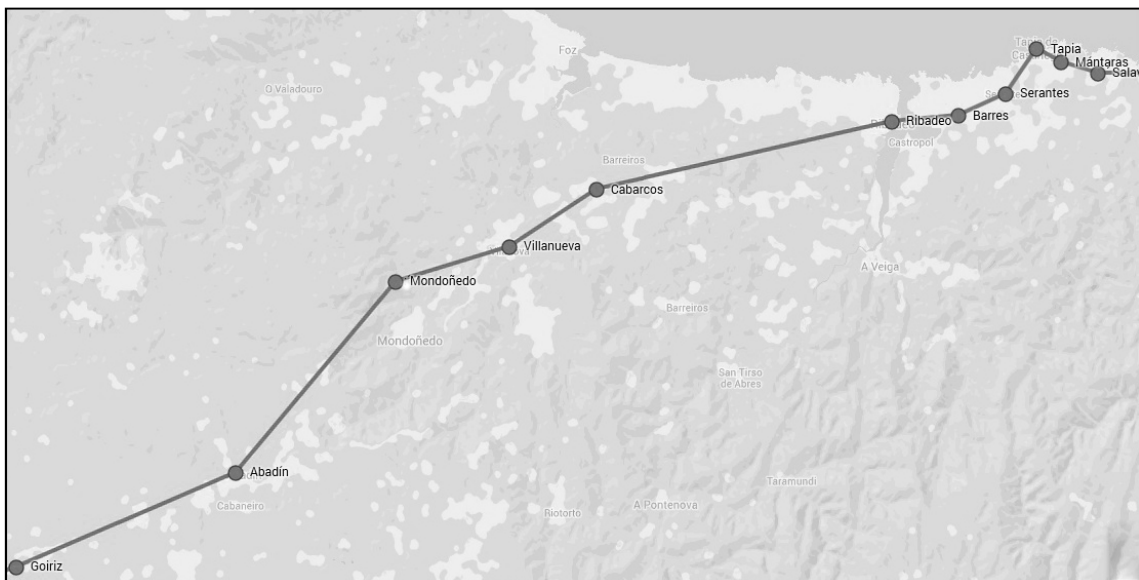 Foz
Tapia
Mántaras
Salav
O Valadouro
Serantes
Ribadeo
Barres
Castropol
Barreiros
Cabarcos
Villanueva
A Veiga
Mondoñedo
Barreiros
Mondoñedo
San Tirso
de Abres
Abadín
Taramundi
Cabaneiro
A Pontenova
Riotorto
Goiriz